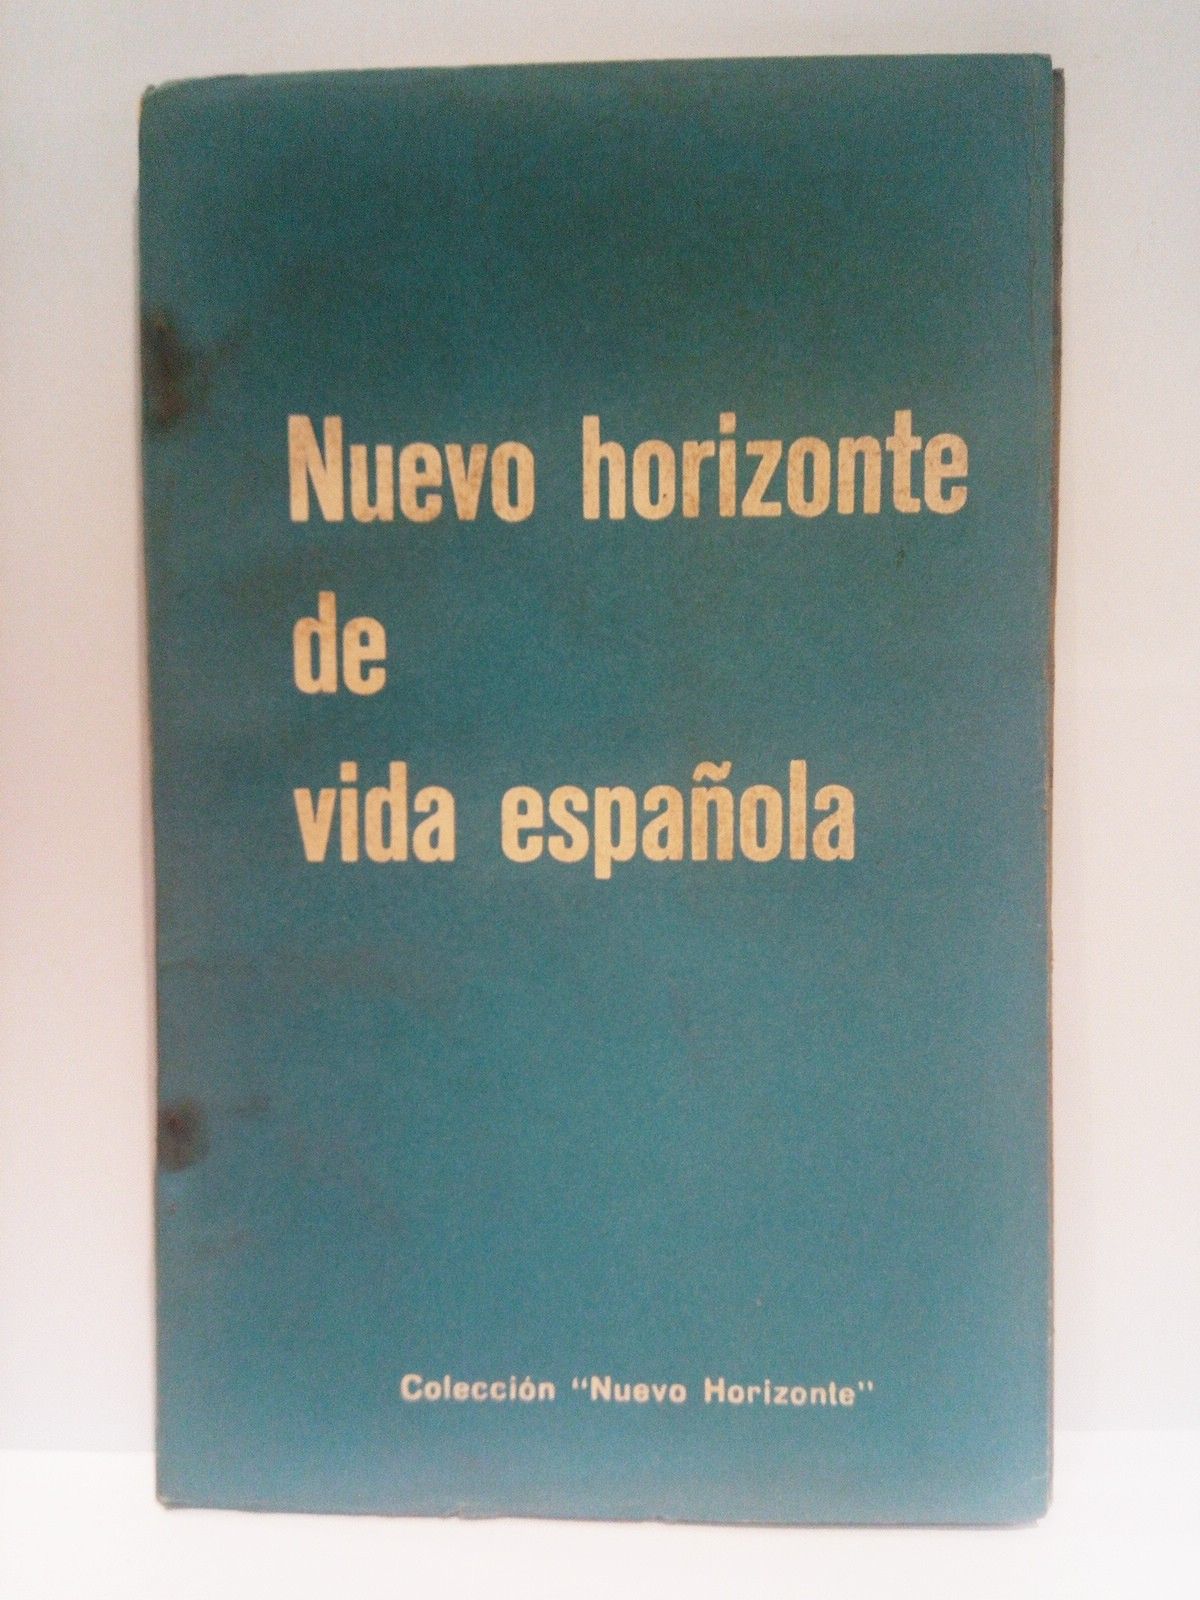 Nuevo horizonte
de
vida española
Colección "Nuevo Horizonte"